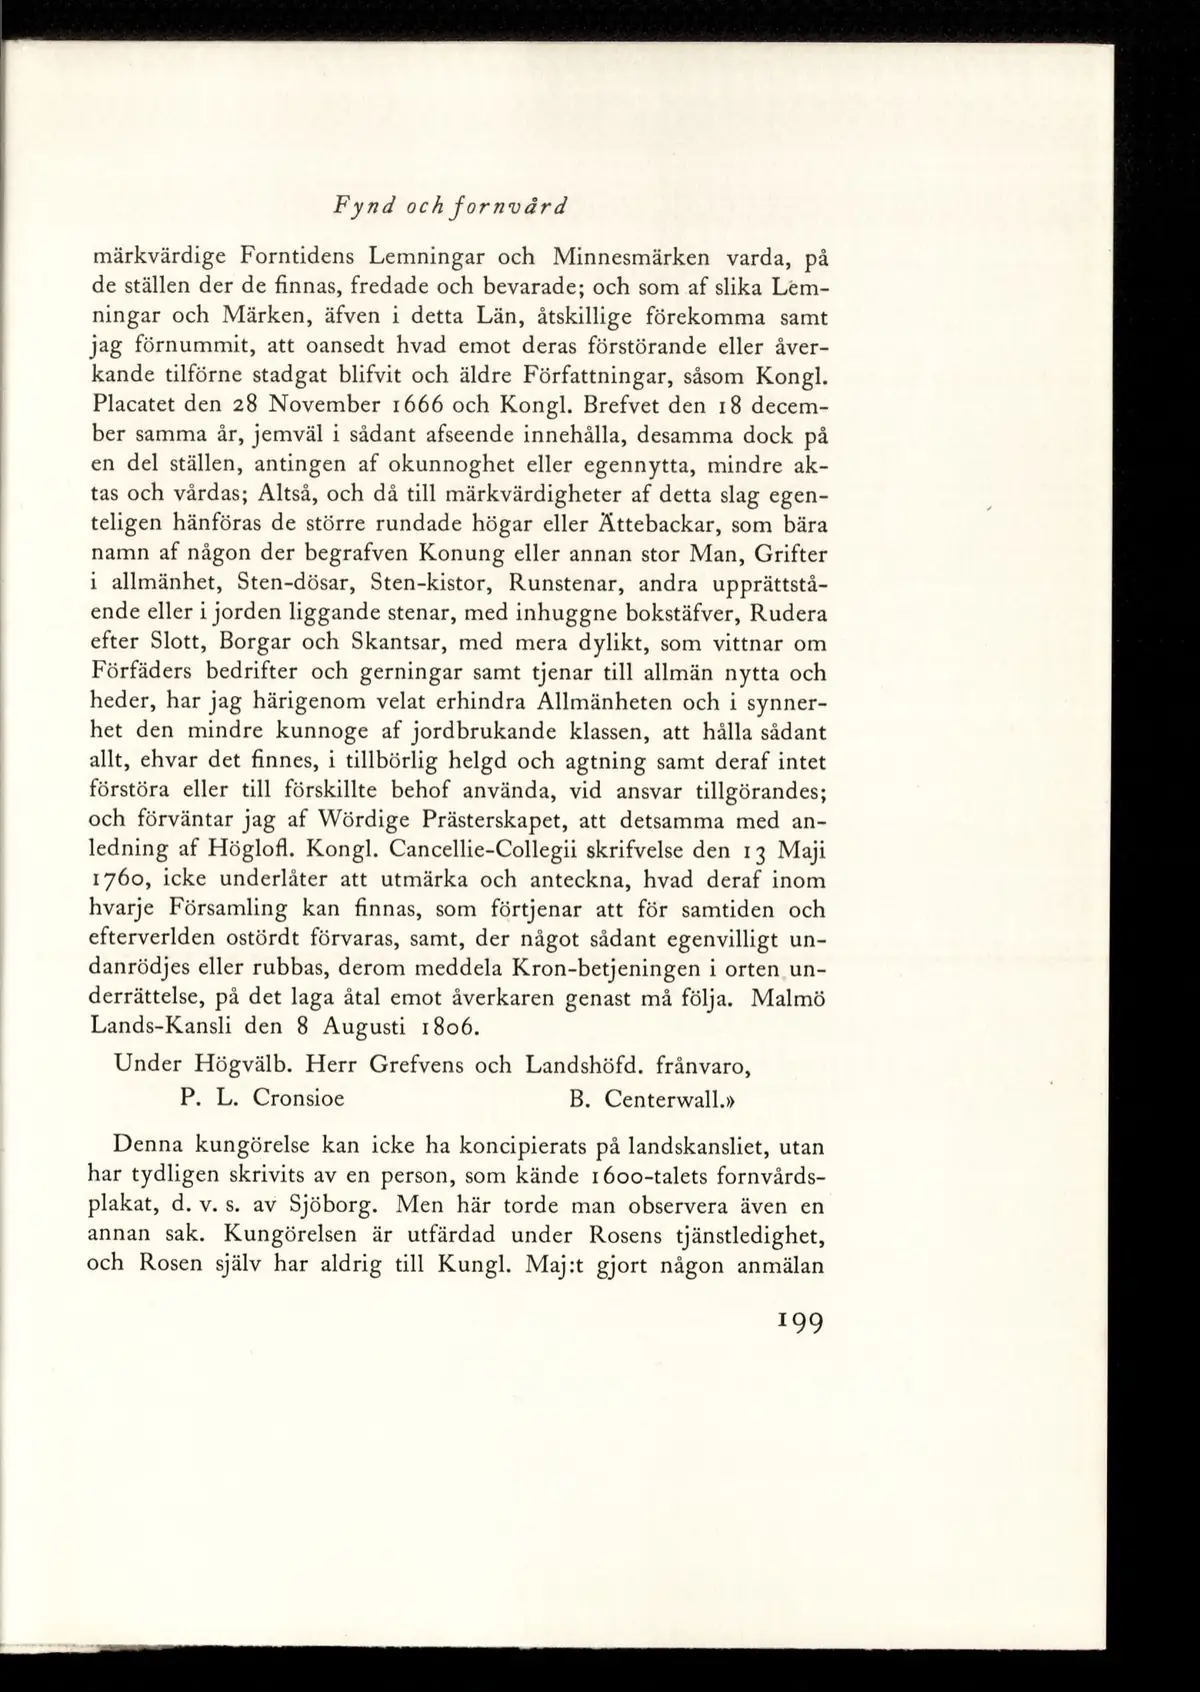 Fynd och fornvård
märkvärdige Forntidens Lemningar och Minnesmärken varda, på
de ställen der de finnas, fredade och bevarade; och som af slika Lem-
ningar och Märken, äfven i detta Län, åtskillige förekomma samt
jag förnummit, att oansedt hvad emot deras förstörande eller åver-
kande tilförne stadgat blifvit och äldre Författningar, såsom Kongl.
Placatet den 28 November 1666 och Kongl. Brefvet den 18 decem-
ber samma år, jemväl i sådant afseende innehålla, desamma dock på
en del ställen, antingen af okunnoghet eller egennytta, mindre ak-
tas och vårdas; Altså, och då till märkvärdigheter af detta slag egen-
teligen hänföras de större rundade högar eller Ättebackar, som bära
namn af någon der begrafven Konung eller annan stor Man, Grifter
i allmänhet, Sten-dösar, Sten-kistor, Runstenar, andra upprättstå-
ende eller i jorden liggande stenar, med inhuggne bokstäfver, Rudera
efter Slott, Borgar och Skantsar, med mera dylikt, som vittnar om
Förfäders bedrifter och gerningar samt tjenar till allmän nytta och
heder, har jag härigenom velat erhindra Allmänheten och i synner-
het den mindre kunnoge af jordbrukande klassen, att hålla sådant
allt, ehvar det finnes, i tillbörlig helgd och agtning samt deraf intet
förstöra eller till förskillte behof använda, vid ansvar tillgörandes;
och förväntar jag af Wördige Prästerskapet, att detsamma med an-
ledning af Höglofl. Kongl. Cancellie-Collegii skrifvelse den 13 Maji
1760, icke underlåter att utmärka och anteckna, hvad deraf inom
hvarje Församling kan finnas, som förtjenar att för samtiden och
efterverlden ostördt förvaras, samt, der något sådant egenvilligt un-
danrödjes eller rubbas, derom meddela Kron-betjeningen i orten un-
derrättelse, på det laga åtal emot åverkaren genast må följa. Malmö
Lands-Kansli den 8 Augusti 1806.
Under Högvälb. Herr Grefvens och Landshöfd. frånvaro,
P. L. Cronsioe B. Centerwall.»
Denna kungörelse kan icke ha koncipierats på landskansliet, utan
har tydligen skrivits av en person, som kände 1600-talets fornvårds-
plakat, d. v. s. av Sjöborg. Men här torde man observera även en
annan sak. Kungörelsen är utfärdad under Rosens tjänstledighet,
och Rosen själv har aldrig till Kungl. Maj:t gjort någon anmälan
199